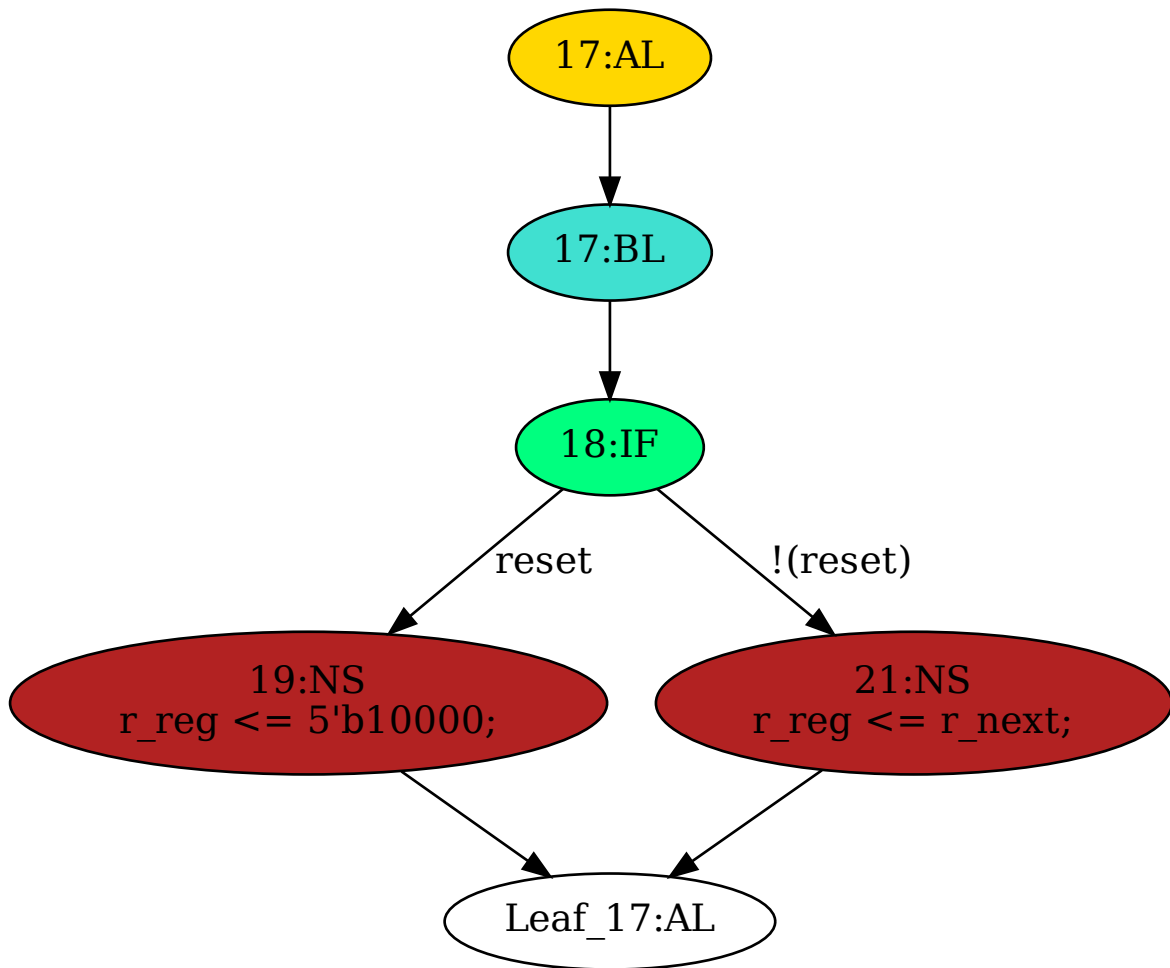 17:AL
17:BL
18:IF
reset
!(reset)
19:NS
r_reg <= 5'b10000;
21:NS
r_reg <= r_next;
Leaf_17:AL